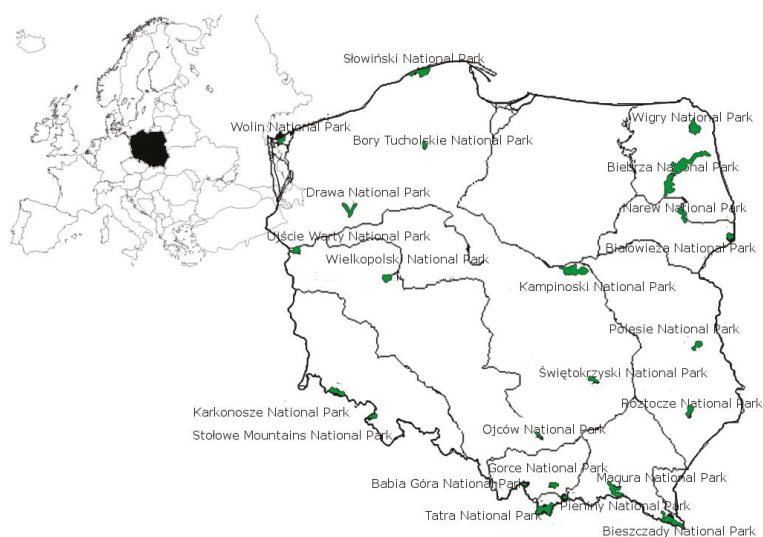 Słowiński National Park
Wigry National Park
Wolin National Park
Bory Tucholskie National Park
Biebrza National Park
Drawa National Park
Narew National Park
Ujście Warty National Park
Białowieża National Park
Wielkopolski National Park
Kampinoski National Park
Polesie National Park
Świętokrzyski National Park
Roztocze National Park
Karkonosze National Park
Ojców National Park
Stołowe Mountains National Park
Gorce National Park
Magura National Park
Babia Góra National Park
Pieniny National Park
Tatra National Park
Bieszczady National Park